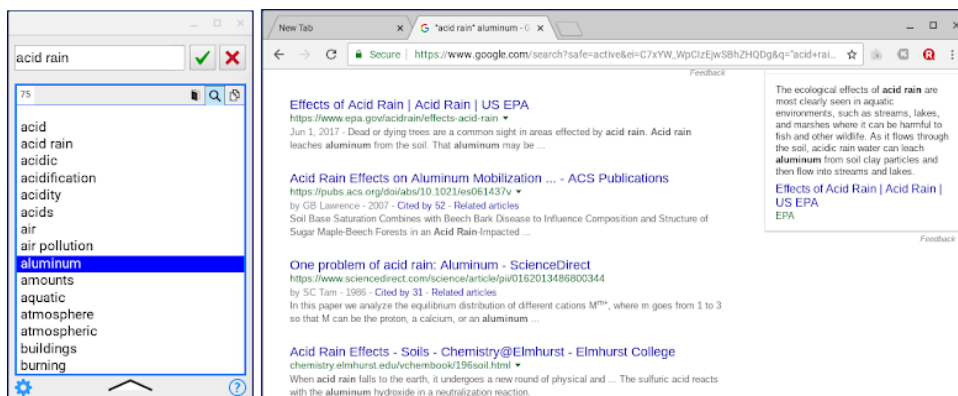 acid rain
75
acid
acid rain
acidic
acidification
acidity
acids
air
air pollution
aluminum
amounts
aquatic
atmosphere
atmospheric
buildings
burning
?
New Tab
"acid rain" aluminum - G
Secure | https://www.google.com/search?safe=active&ei=C7xYW_WpCIzEjwSBhZHQDg&q="acid+rai...
Feedback
Effects of Acid Rain | Acid Rain | US EPA
https://www.epa.gov/acidrain/effects-acid-rain
Jun 1, 2017 - Dead or dying trees are a common sight in areas effected by acid rain. Acid rain
leaches aluminum from the soil. That aluminum may be ...
Acid Rain Effects on Aluminum Mobilization ... - ACS Publications
https://pubs.acs.org/doi/abs/10.1021/es061437v
by GB Lawrence - 2007 - Cited by 52 - Related articles
Soil Base Saturation Combines with Beech Bark Disease to Influence Composition and Structure of
Sugar Maple-Beech Forests in an Acid Rain-Impacted ...
One problem of acid rain: Aluminum - ScienceDirect
https://www.sciencedirect.com/science/article/pii/0162013486800344
by SC Tam - 1986 - Cited by 31 - Related articles
In this paper we analyze the equilibrium distribution of different cations Mᵐ⁺, where m goes from 1 to 3
so that M can be the proton, a calcium, or an aluminum ...
Acid Rain Effects - Soils - Chemistry@Elmhurst - Elmhurst College
chemistry.elmhurst.edu/vchembook/196soil.html
When acid rain falls to the earth, it undergoes a new round of physical and ... The sulfuric acid reacts
with the aluminum hydroxide in a neutralization reaction.
The ecological effects of acid rain are
most clearly seen in aquatic
environments, such as streams, lakes,
and marshes where it can be harmful to
fish and other wildlife. As it flows through
the soil, acidic rain water can leach
aluminum from soil clay particles and
then flow into streams and lakes.
Effects of Acid Rain | Acid Rain |
US EPA
EPA
Feedback